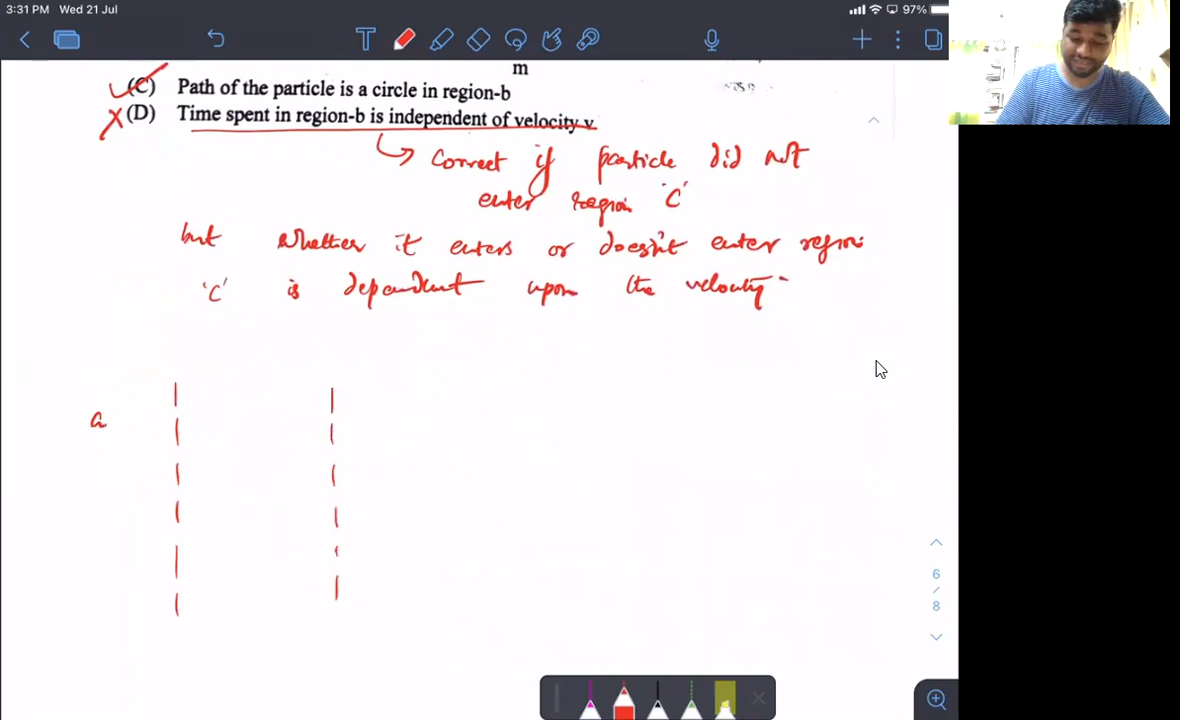 3:31 PM Wed 21 Jul
97%
T
m
(C) Path of the particle is a circle in region-b
(D) Time spent in region-b is independent of velocity v
Correct if particle did not
enter region 'C'
but whether it enters or doesn't enter region
'C' is dependent upon the velocity
a
6
/
8